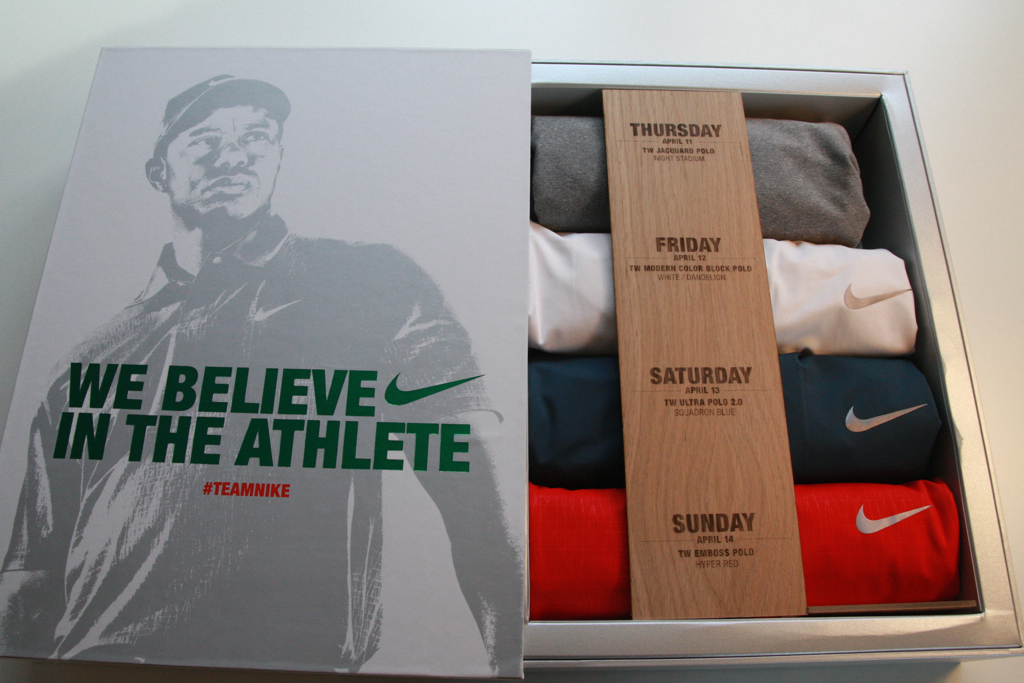 WE BELIEVE
IN THE ATHLETE
#TEAMNIKE
THURSDAY
APRIL 11
TW JACQUARD POLO
NIGHT STADIUM
FRIDAY
APRIL 12
TW MODERN COLOR BLOCK POLO
WHITE / DANDELION
SATURDAY
APRIL 13
TW ULTRA POLO 2.0
SQUADRON BLUE
SUNDAY
APRIL 14
TW EMBOSS POLO
HYPER RED